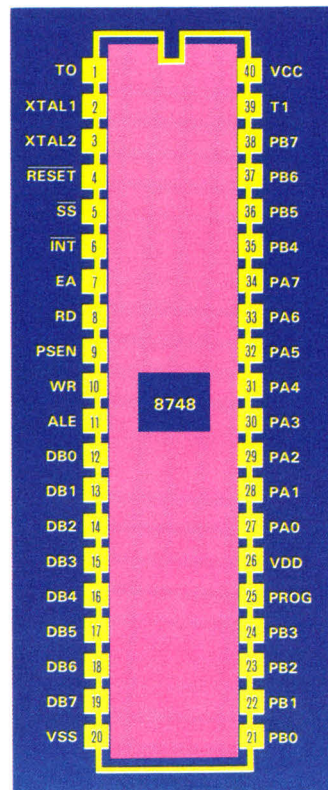 TO 1 40 VCC
XTAL1 2 39 T1
XTAL2 3 38 PB7
RESET 4 37 PB6
SS 5 36 PB5
INT 6 35 PB4
EA 7 34 PA7
RD 8 33 PA6
PSEN 9 32 PA5
WR 10 31 PA4
8748
ALE 11 30 PA3
DB0 12 29 PA2
DB1 13 28 PA1
DB2 14 27 PA0
DB3 15 26 VDD
DB4 16 25 PROG
DB5 17 24 PB3
DB6 18 23 PB2
DB7 19 22 PB1
VSS 20 21 PB0